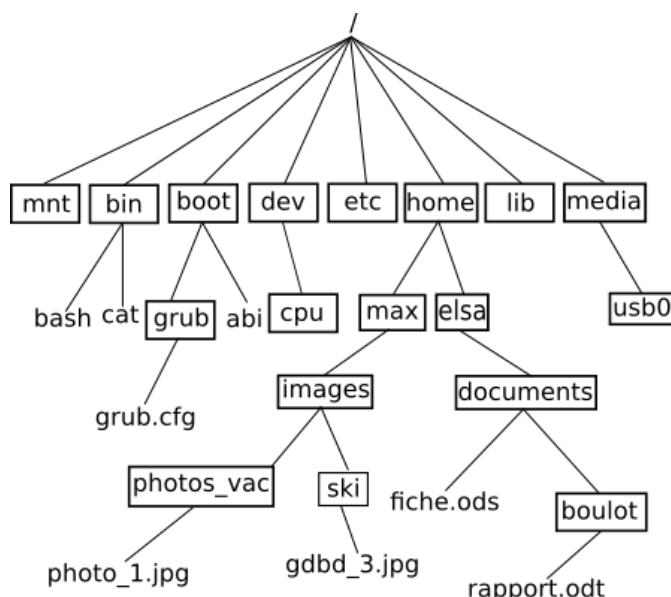 /
mnt bin boot dev etc home lib media
bash cat grub abi cpu max elsa usb0
grub.cfg images documents
photos_vac ski fiche.ods boulot
photo_1.jpg gdbd_3.jpg rapport.odt